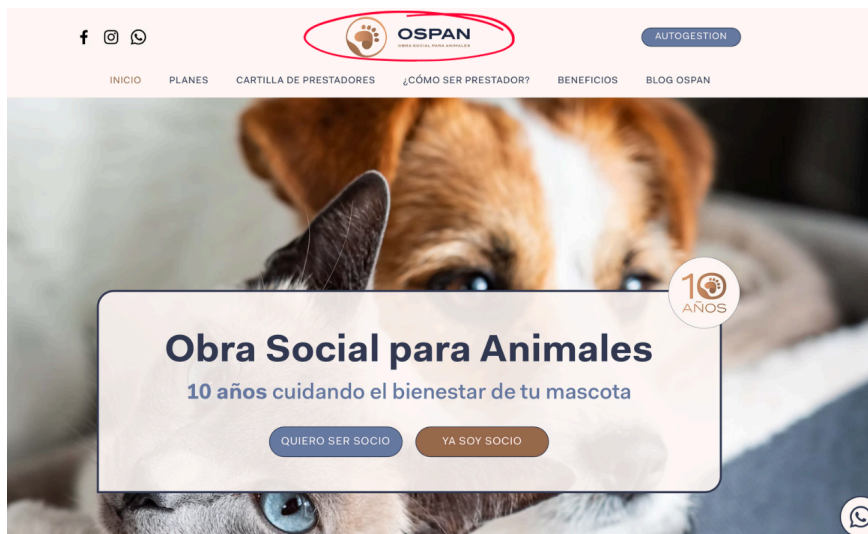 OSPAN
OBRA SOCIAL PARA ANIMALES
AUTOGESTION
INICIO PLANES CARTILLA DE PRESTADORES ¿CÓMO SER PRESTADOR? BENEFICIOS BLOG OSPAN
10
AÑOS
Obra Social para Animales
10 años cuidando el bienestar de tu mascota
QUIERO SER SOCIO YA SOY SOCIO